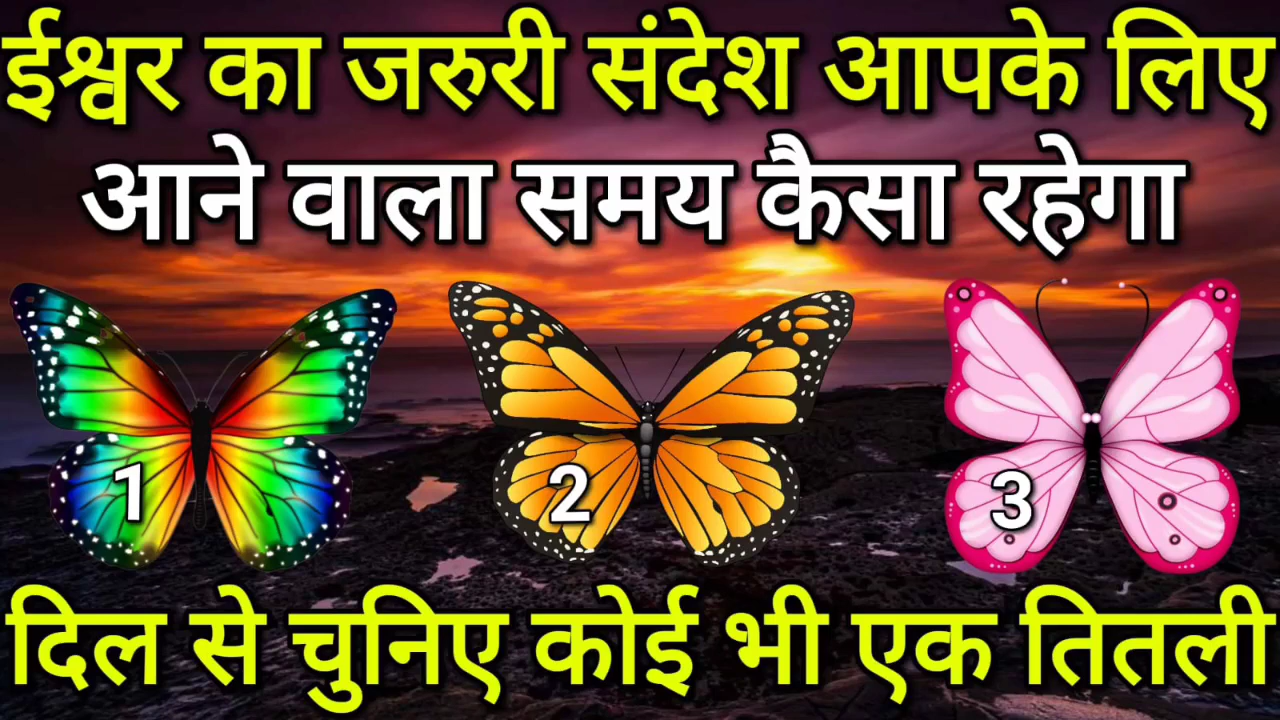 ईश्वर का जरुरी संदेश आपके लिए
आने वाला समय कैसा रहेगा
1 2 3
दिल से चुनिए कोई भी एक तितली